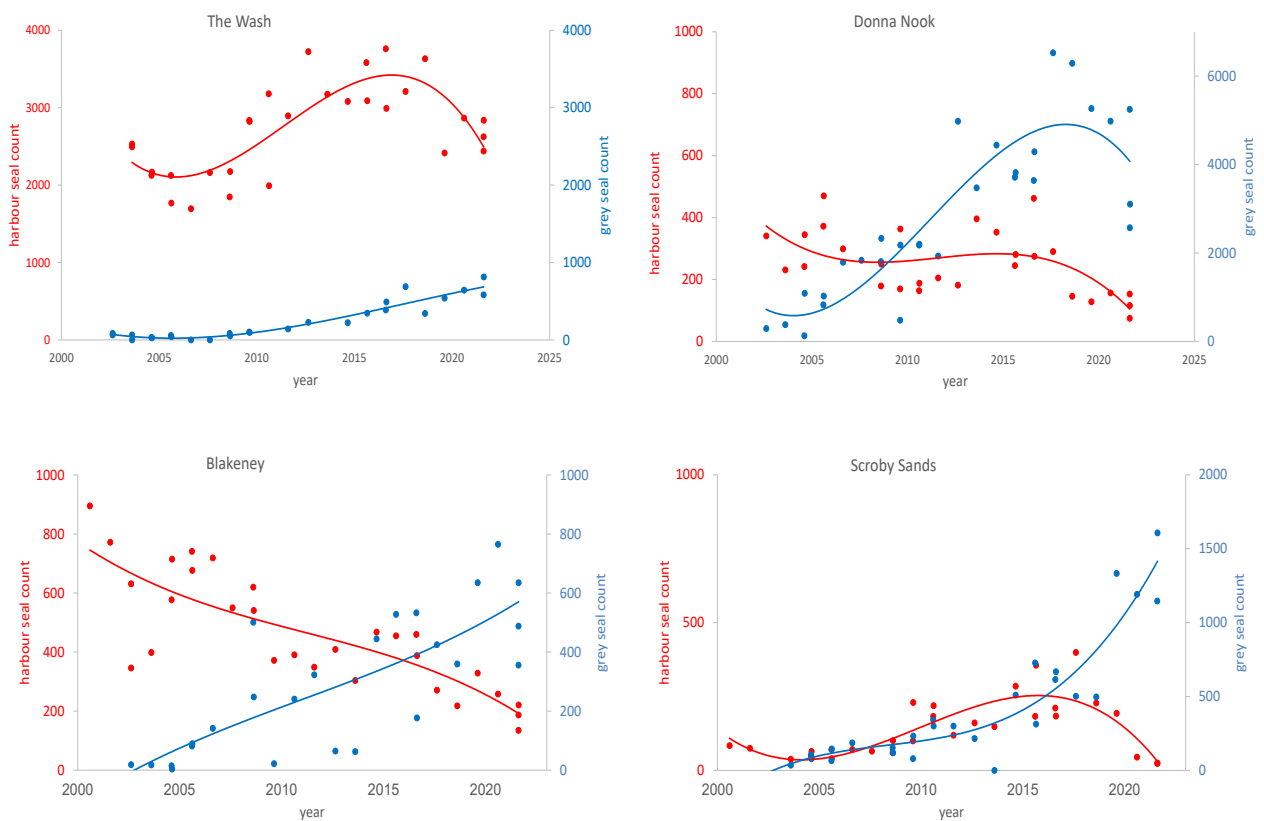 The Wash
4000
3000
2000
1000
0
harbour seal count
4000
3000
2000
1000
0
grey seal count
2000 2005 2010 2015 2020 2025
year
Donna Nook
1000
800
600
400
200
0
harbour seal count
6000
4000
2000
0
grey seal count
2000 2005 2010 2015 2020 2025
year
Blakeney
1000
800
600
400
200
0
harbour seal count
1000
800
600
400
200
0
grey seal count
2000 2005 2010 2015 2020
year
Scroby Sands
1000
500
0
harbour seal count
2000
1500
1000
500
0
grey seal count
2000 2005 2010 2015 2020
year